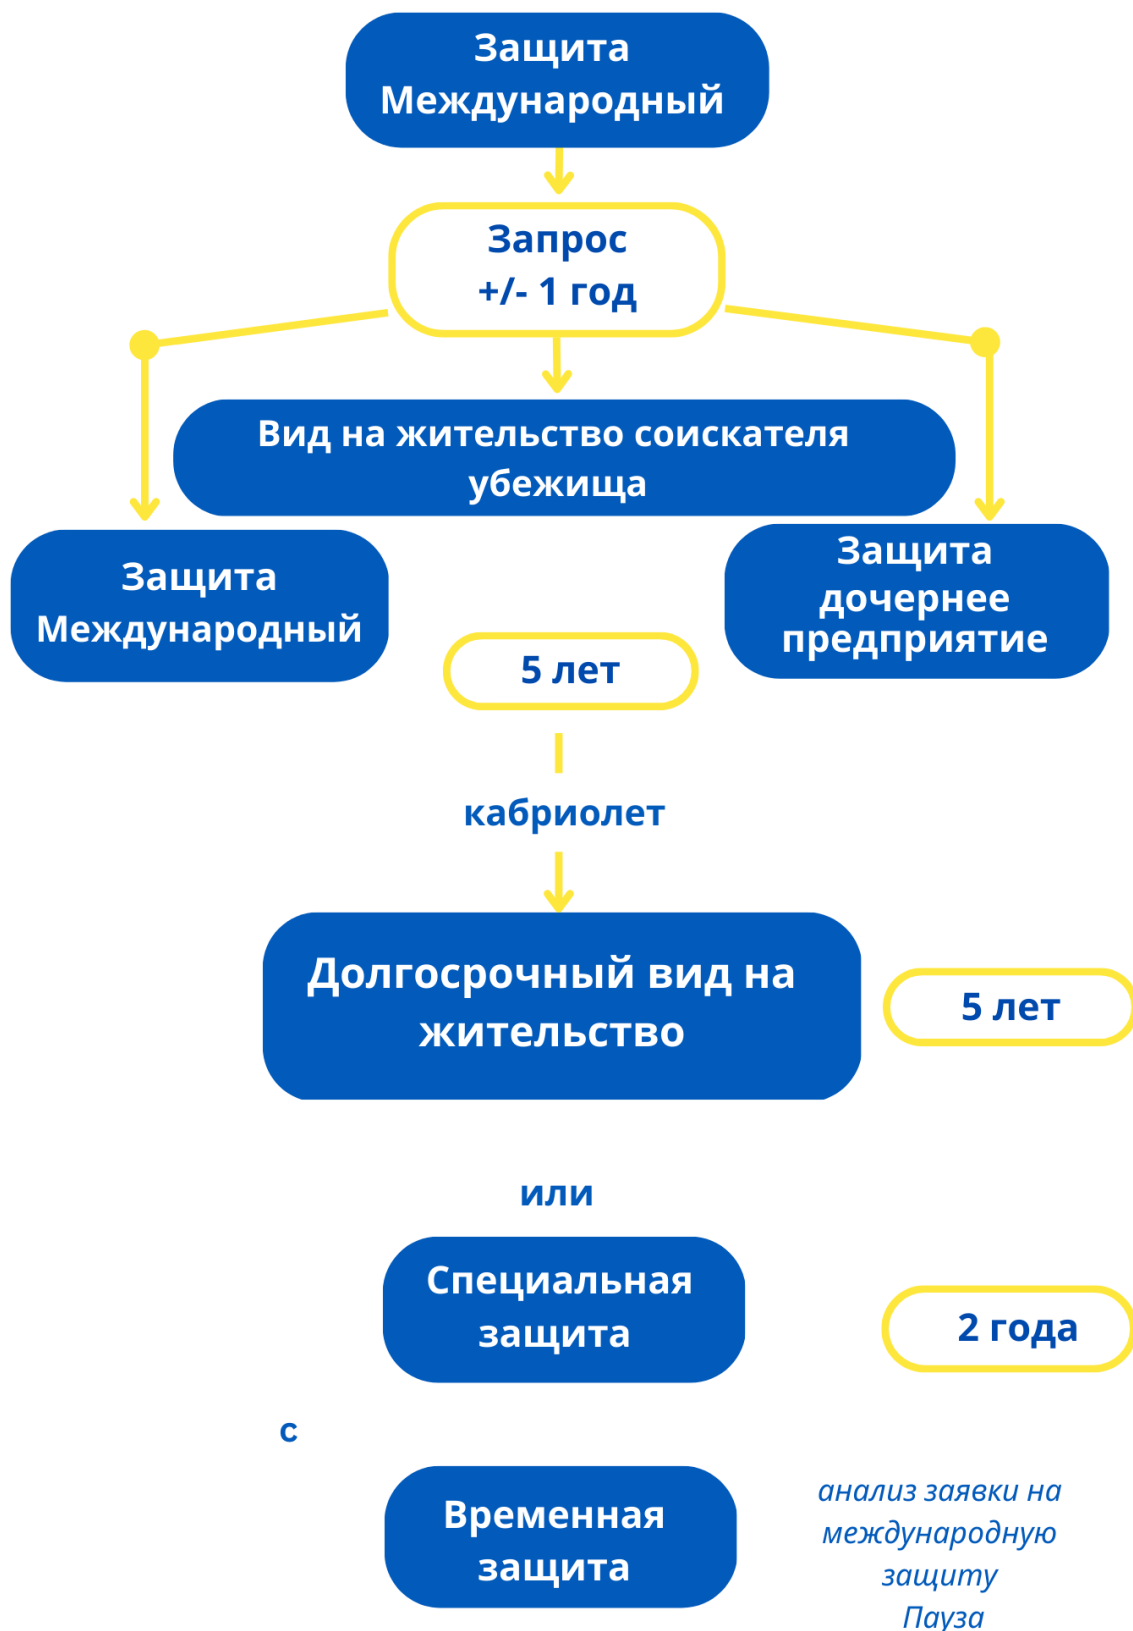 Защита
Международный
Запрос
+/- 1 год
Вид на жительство соискателя
убежища
Защита
Международный
Защита
дочернее
предприятие
5 лет
кабриолет
Долгосрочный вид на
жительство
5 лет
или
Специальная
защита
2 года
с
Временная
защита
анализ заявки на
международную
защиту
Пауза